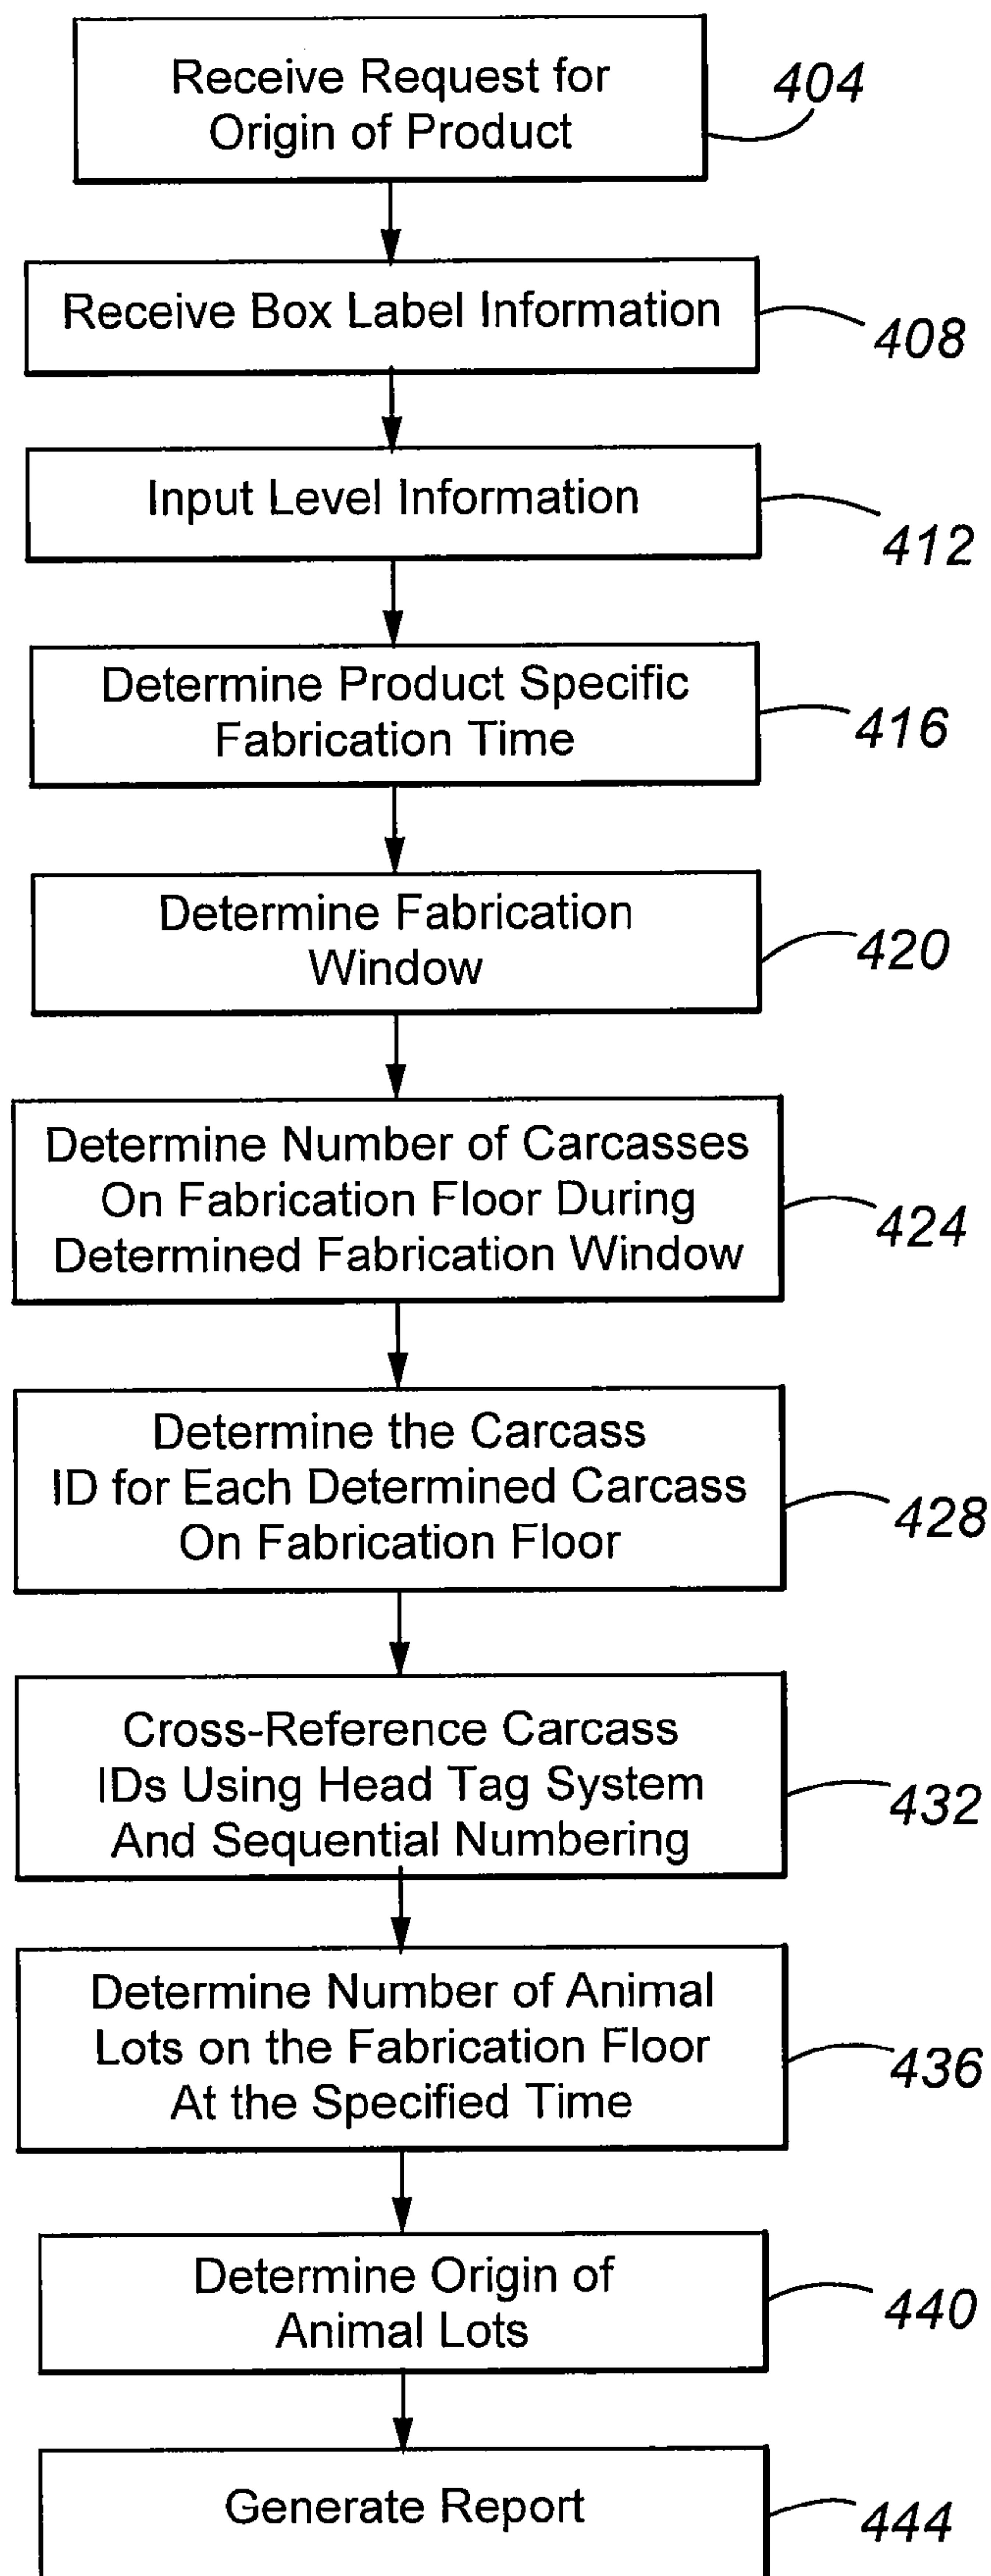 Receive Request for
Origin of Product
404
Receive Box Label Information
408
Input Level Information
412
Determine Product Specific
Fabrication Time
416
Determine Fabrication
Window
420
Determine Number of Carcasses
On Fabrication Floor During
Determined Fabrication Window
424
Determine the Carcass
ID for Each Determined Carcass
On Fabrication Floor
428
Cross-Reference Carcass
IDs Using Head Tag System
And Sequential Numbering
432
Determine Number of Animal
Lots on the Fabrication Floor
At the Specified Time
436
Determine Origin of
Animal Lots
440
Generate Report
444